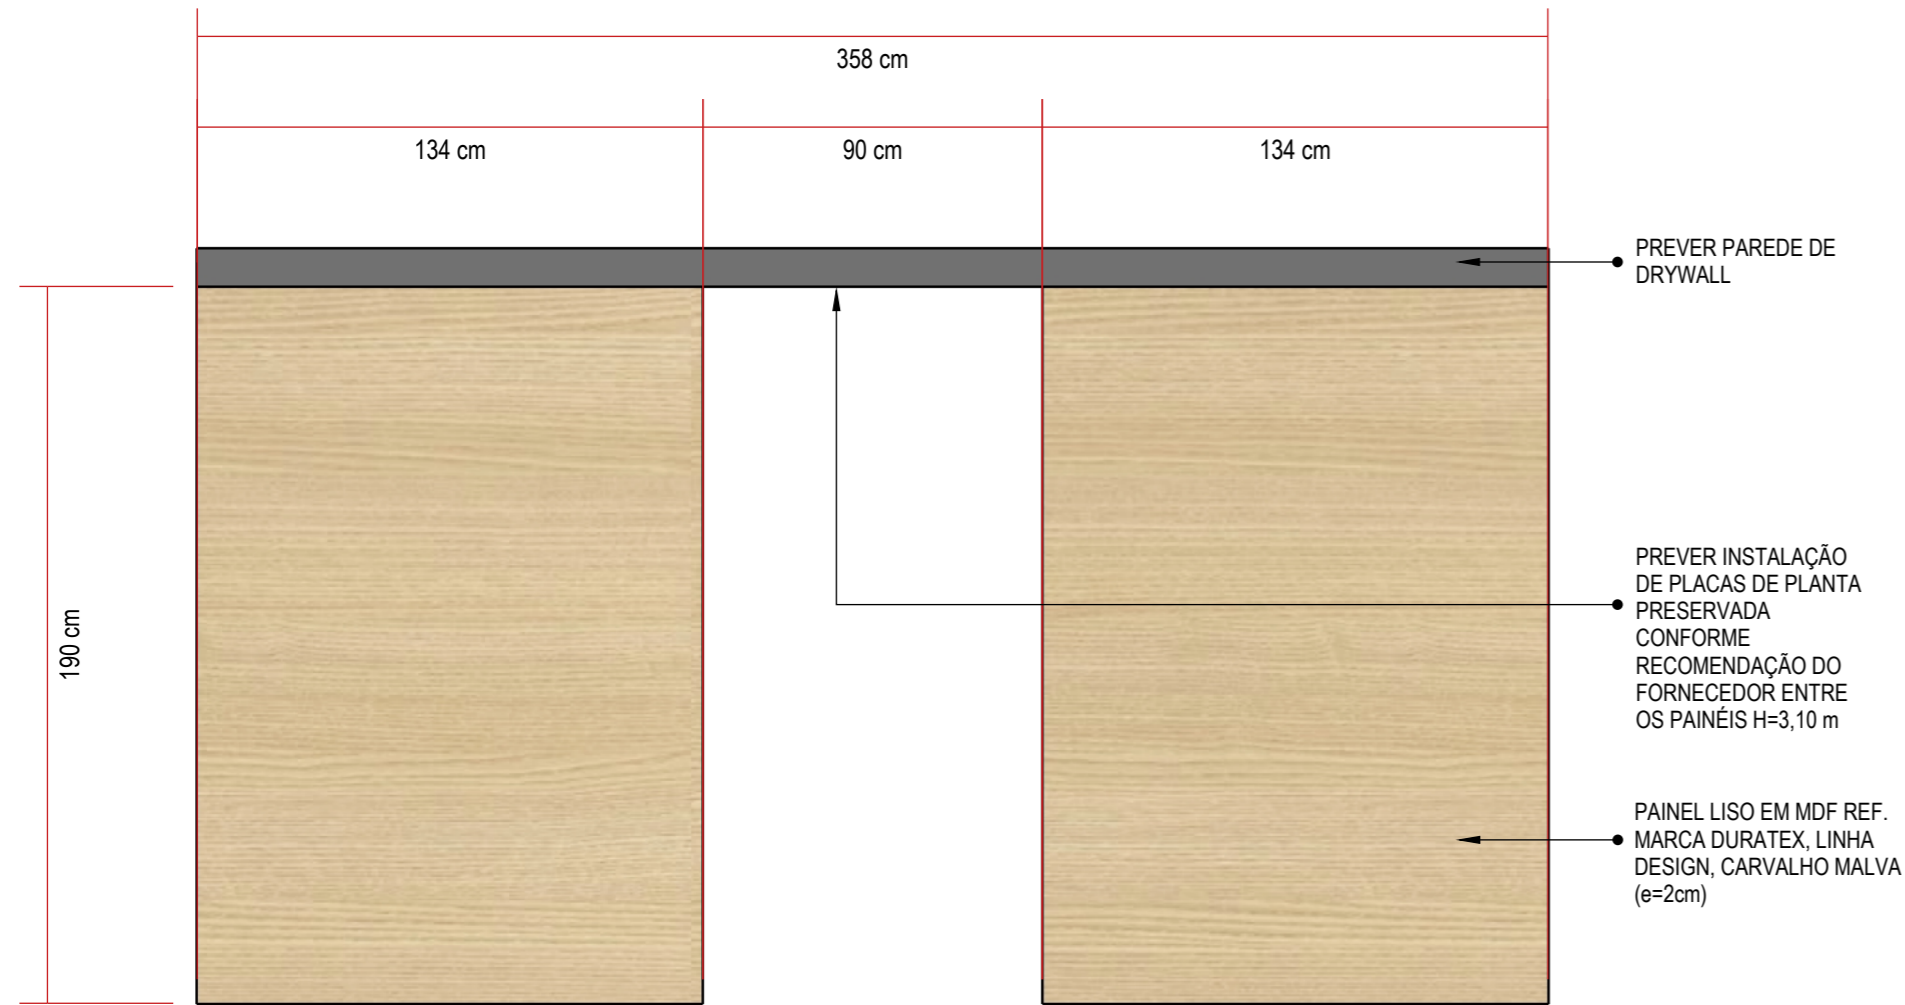 358 cm
134 cm
90 cm
134 cm
PREVER PAREDE DE
DRYWALL
190 cm
PREVER INSTALAÇÃO
DE PLACAS DE PLANTA
PRESERVADA
CONFORME
RECOMENDAÇÃO DO
FORNECEDOR ENTRE
OS PAINÉIS H=3,10 m
PAINEL LISO EM MDF REF.
MARCA DURATEX, LINHA
DESIGN, CARVALHO MALVA
(e=2cm)